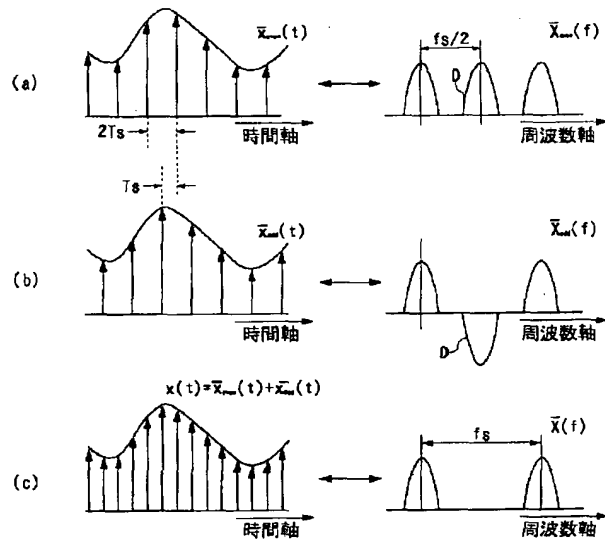 (a)
x̄even(t)
2Ts
時間軸
fs/2
X̄even(f)
D
周波数軸
Ts
(b)
x̄odd(t)
時間軸
X̄odd(f)
D
周波数軸
(c)
x(t)=x̄even(t)+x̄odd(t)
時間軸
fs
X̄(f)
周波数軸